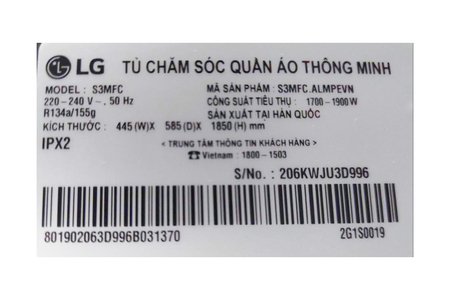 LG TỦ CHĂM SÓC QUẦN ÁO THÔNG MINH
MODEL : S3MFC MÃ SẢN PHẨM : S3MFC.ALMPEVN
220-240 V~, 50 Hz CÔNG SUẤT TIÊU THỤ : 1700-1900W
R134a/155g SẢN XUẤT TẠI HÀN QUỐC
KÍCH THƯỚC : 445 (W)X 585 (D)X 1850 (H) mm
IPX2 < TRUNG TÂM THÔNG TIN KHÁCH HÀNG >
☎ Vietnam : 1800-1503
S/No. : 206KWJU3D996
801902063D996B031370 2G1S0019